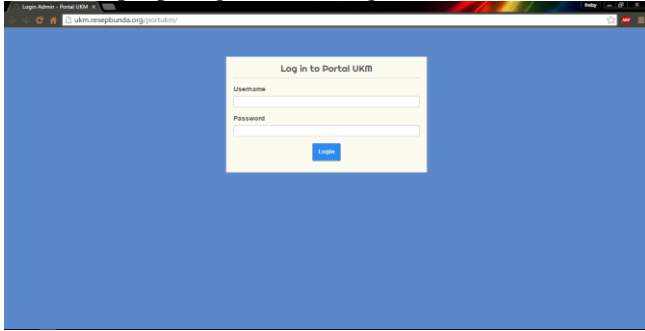 Login Admin - Portal UKM
ukm.resepbunda.org/portukm/
Log in to Portal UKM
Username
Password
Login